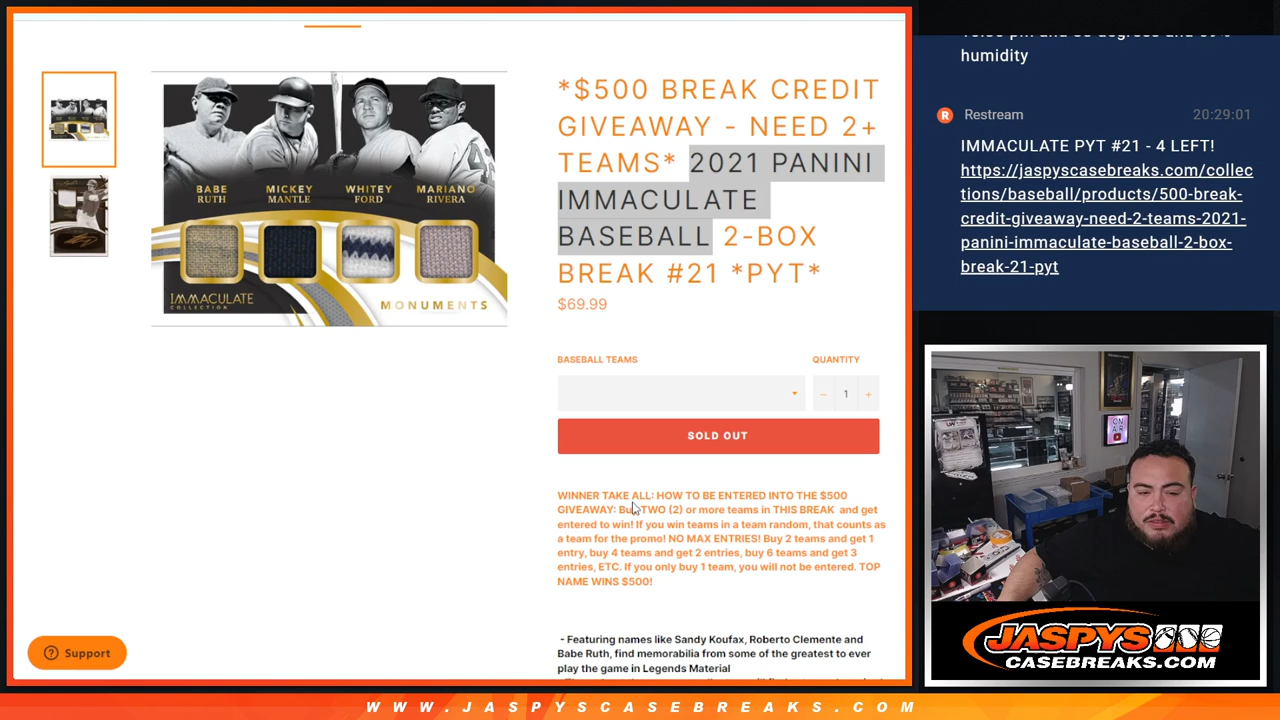 *$500 BREAK CREDIT
GIVEAWAY - NEED 2+
TEAMS* 2021 PANINI
IMMACULATE
BASEBALL 2-BOX
BREAK #21 *PYT*
$69.99
BABE RUTH
MICKEY MANTLE
WHITEY FORD
MARIANO RIVERA
IMMACULATE
COLLECTION
MONUMENTS
BASEBALL TEAMS
QUANTITY
− 1 +
SOLD OUT
WINNER TAKE ALL: HOW TO BE ENTERED INTO THE $500
GIVEAWAY: Buy TWO (2) or more teams in THIS BREAK and get
entered to win! If you win teams in a team random, that counts as
a team for the promo! NO MAX ENTRIES! Buy 2 teams and get 1
entry, buy 4 teams and get 2 entries, buy 6 teams and get 3
entries, ETC. If you only buy 1 team, you will not be entered. TOP
NAME WINS $500!
- Featuring names like Sandy Koufax, Roberto Clemente and
Babe Ruth, find memorabilia from some of the greatest to ever
play the game in Legends Material
Support
humidity
Restream 20:29:01
IMMACULATE PYT #21 - 4 LEFT!
https://jaspyscasebreaks.com/collec
tions/baseball/products/500-break-
credit-giveaway-need-2-teams-2021-
panini-immaculate-baseball-2-box-
break-21-pyt
JASPYS
CASEBREAKS.COM
WWW.JASPYSCASEBREAKS.COM